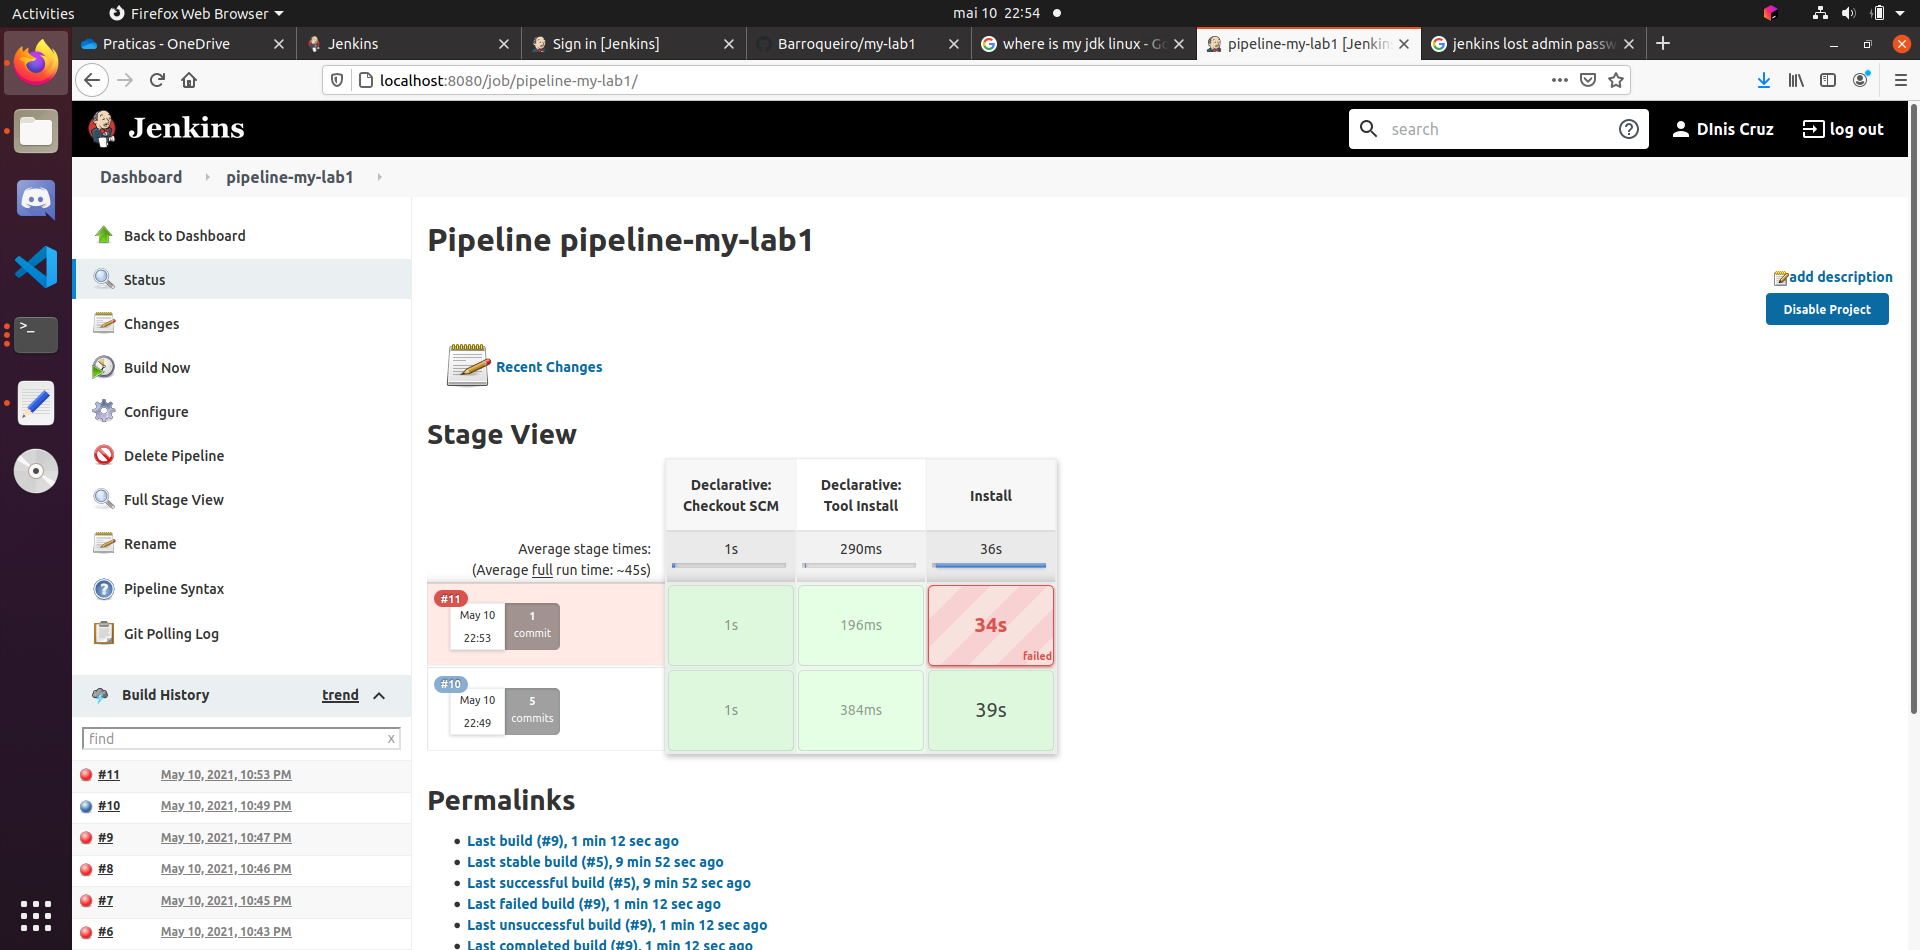 Activities
Firefox Web Browser
mai 10 22:54
Praticas - OneDrive
Jenkins
Sign in [Jenkins]
Barroqueiro/my-lab1
where is my jdk linux - Go
pipeline-my-lab1 [Jenkins
jenkins lost admin passw
localhost:8080/job/pipeline-my-lab1/
Jenkins
search
DInis Cruz
log out
Dashboard
pipeline-my-lab1
Back to Dashboard
Status
Changes
Build Now
Configure
Delete Pipeline
Full Stage View
Rename
Pipeline Syntax
Git Polling Log
Build History
trend
find
x
#11 May 10, 2021, 10:53 PM
#10 May 10, 2021, 10:49 PM
#9 May 10, 2021, 10:47 PM
#8 May 10, 2021, 10:46 PM
#7 May 10, 2021, 10:45 PM
#6 May 10, 2021, 10:43 PM
Pipeline pipeline-my-lab1
add description
Disable Project
Recent Changes
Stage View
Declarative: Checkout SCM
Declarative: Tool Install
Install
Average stage times:
(Average full run time: ~45s)
1s
290ms
36s
#11
May 10
22:53
1
commit
1s
196ms
34s
failed
#10
May 10
22:49
5
commits
1s
384ms
39s
Permalinks
Last build (#9), 1 min 12 sec ago
Last stable build (#5), 9 min 52 sec ago
Last successful build (#5), 9 min 52 sec ago
Last failed build (#9), 1 min 12 sec ago
Last unsuccessful build (#9), 1 min 12 sec ago
Last completed build (#9), 1 min 12 sec ago